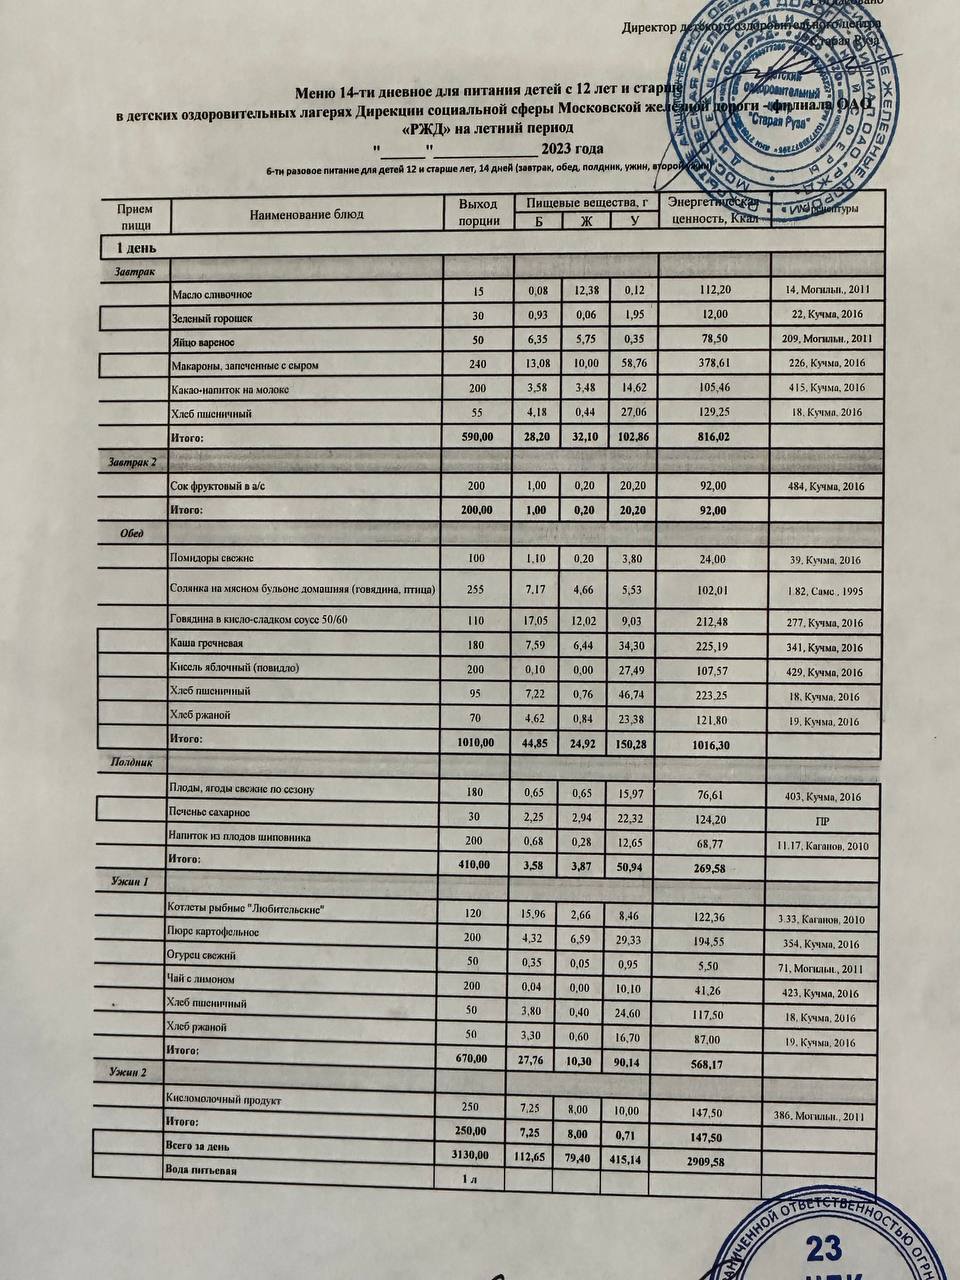 Директор детского оздоровительного центра
Старая Руза
Меню 14-ти дневное для питания детей с 12 лет и старше
в детских оздоровительных лагерях Дирекции социальной сферы Московской железной дороги - филиала ОАО
«РЖД» на летний период
"______"______________ 2023 года
6-ти разовое питание для детей 12 и старше лет, 14 дней (завтрак, обед, полдник, ужин, второй ужин)
Прием пищи Наименование блюд Выход порции Пищевые вещества, г Б Ж У Энергетическая ценность, Ккал рецептуры
1 день
Завтрак
Масло сливочное 15 0,08 12,38 0,12 112,20 14, Могильн., 2011
Зеленый горошек 30 0,93 0,06 1,95 12,00 22, Кучма, 2016
Яйцо вареное 50 6,35 5,75 0,35 78,50 209, Могильн., 2011
Макароны, запеченные с сыром 240 13,08 10,00 58,76 378,61 226, Кучма, 2016
Какао-напиток на молоке 200 3,58 3,48 14,62 105,46 415, Кучма, 2016
Хлеб пшеничный 55 4,18 0,44 27,06 129,25 18, Кучма, 2016
Итого: 590,00 28,20 32,10 102,86 816,02
Завтрак 2
Сок фруктовый в а/с 200 1,00 0,20 20,20 92,00 484, Кучма, 2016
Итого: 200,00 1,00 0,20 20,20 92,00
Обед
Помидоры свежие 100 1,10 0,20 3,80 24,00 39, Кучма, 2016
Солянка на мясном бульоне домашняя (говядина, птица) 255 7,17 4,66 5,53 102,01 1.82, Самс., 1995
Говядина в кисло-сладком соусе 50/60 110 17,05 12,02 9,03 212,48 277, Кучма, 2016
Каша гречневая 180 7,59 6,44 34,30 225,19 341, Кучма, 2016
Кисель яблочный (повидло) 200 0,10 0,00 27,49 107,57 429, Кучма, 2016
Хлеб пшеничный 95 7,22 0,76 46,74 223,25 18, Кучма, 2016
Хлеб ржаной 70 4,62 0,84 23,38 121,80 19, Кучма, 2016
Итого: 1010,00 44,85 24,92 150,28 1016,30
Полдник
Плоды, ягоды свежие по сезону 180 0,65 0,65 15,97 76,61 403, Кучма, 2016
Печенье сахарное 30 2,25 2,94 22,32 124,20 ПР
Напиток из плодов шиповника 200 0,68 0,28 12,65 68,77 11.17, Каганов, 2010
Итого: 410,00 3,58 3,87 50,94 269,58
Ужин 1
Котлеты рыбные "Любительские" 120 15,96 2,66 8,46 122,36 3.33, Каганов, 2010
Пюре картофельное 200 4,32 6,59 29,33 194,55 354, Кучма, 2016
Огурец свежий 50 0,35 0,05 0,95 5,50 71, Могильн., 2011
Чай с лимоном 200 0,04 0,00 10,10 41,26 423, Кучма, 2016
Хлеб пшеничный 50 3,80 0,40 24,60 117,50 18, Кучма, 2016
Хлеб ржаной 50 3,30 0,60 16,70 87,00 19, Кучма, 2016
Итого: 670,00 27,76 10,30 90,14 568,17
Ужин 2
Кисломолочный продукт 250 7,25 8,00 10,00 147,50 386, Могильн., 2011
Итого: 250,00 7,25 8,00 0,71 147,50
Всего за день 3130,00 112,65 79,40 415,14 2909,58
Вода питьевая 1 л
Детский
оздоровительный
центр
"Старая Руза"
ОТВЕТСТВЕННОСТЬЮ
23